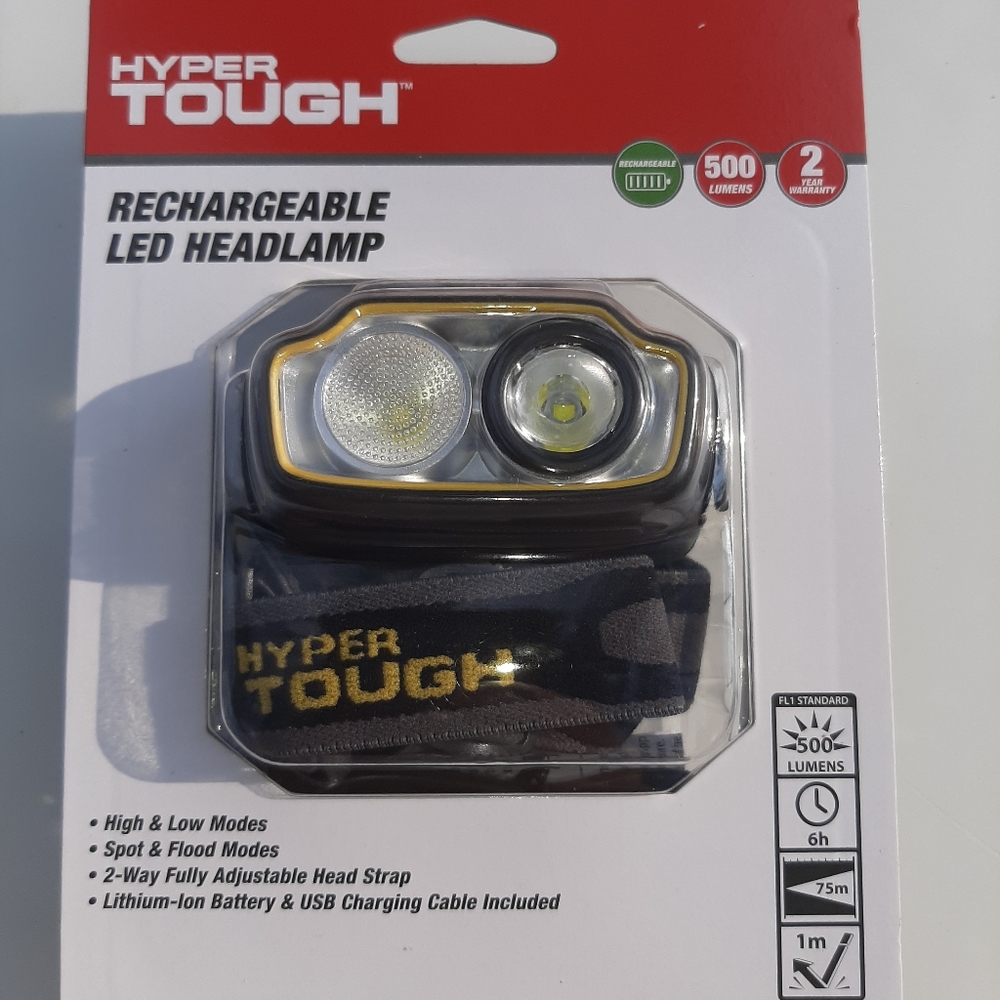 HYPER
TOUGH™
RECHARGEABLE
500
LUMENS
2
YEAR
WARRANTY
RECHARGEABLE
LED HEADLAMP
HYPER
TOUGH
• High & Low Modes
• Spot & Flood Modes
• 2-Way Fully Adjustable Head Strap
• Lithium-Ion Battery & USB Charging Cable Included
FL1 STANDARD
500
LUMENS
6h
75m
1m